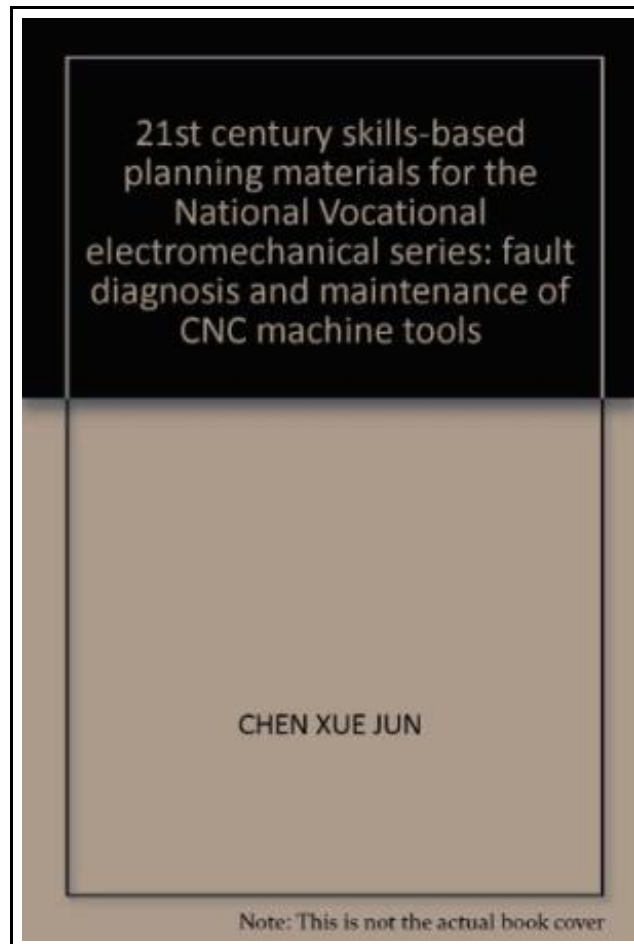 21st century skills-based
planning materials for the
National Vocational
electromechanical series: fault
diagnosis and maintenance of
CNC machine tools
CHEN XUE JUN
Note: This is not the actual book cover